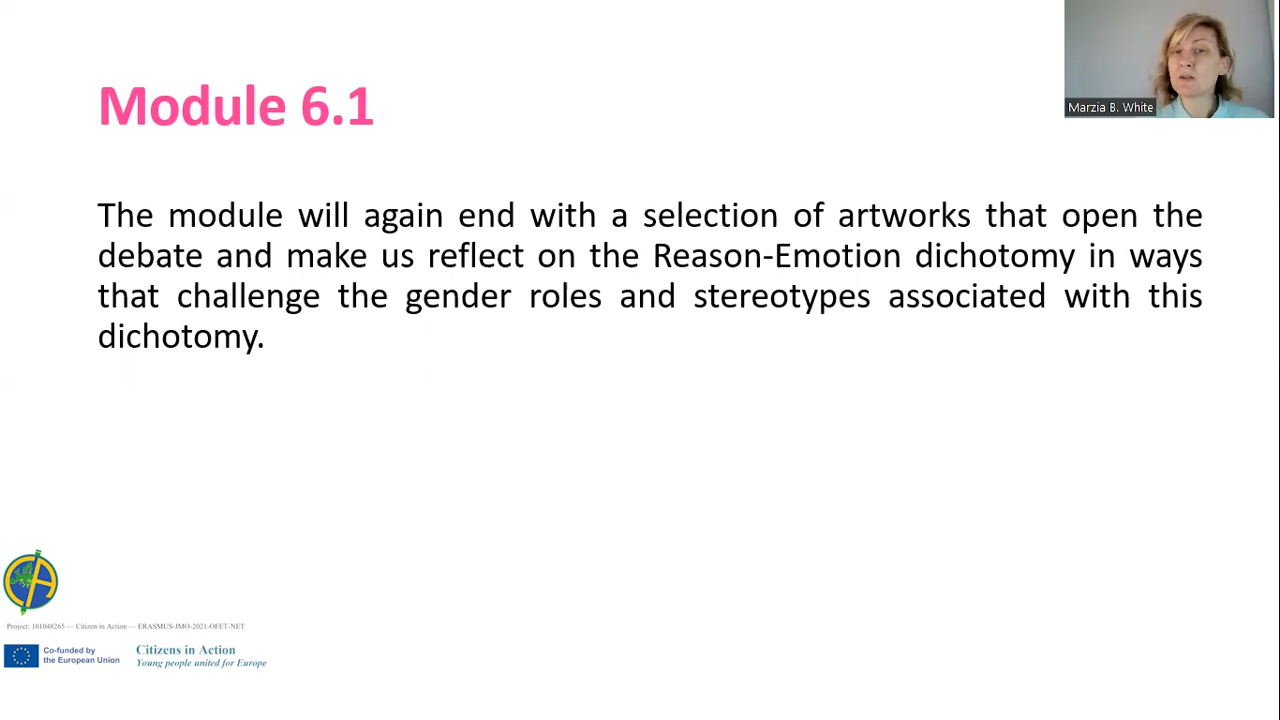 Module 6.1
Marzia B. White
The module will again end with a selection of artworks that open the
debate and make us reflect on the Reason-Emotion dichotomy in ways
that challenge the gender roles and stereotypes associated with this
dichotomy.
Project: 101048265 — Citizen in Action — ERASMUS-JMO-2021-OFET-NET
Co-funded by
the European Union
Citizens in Action
Young people united for Europe